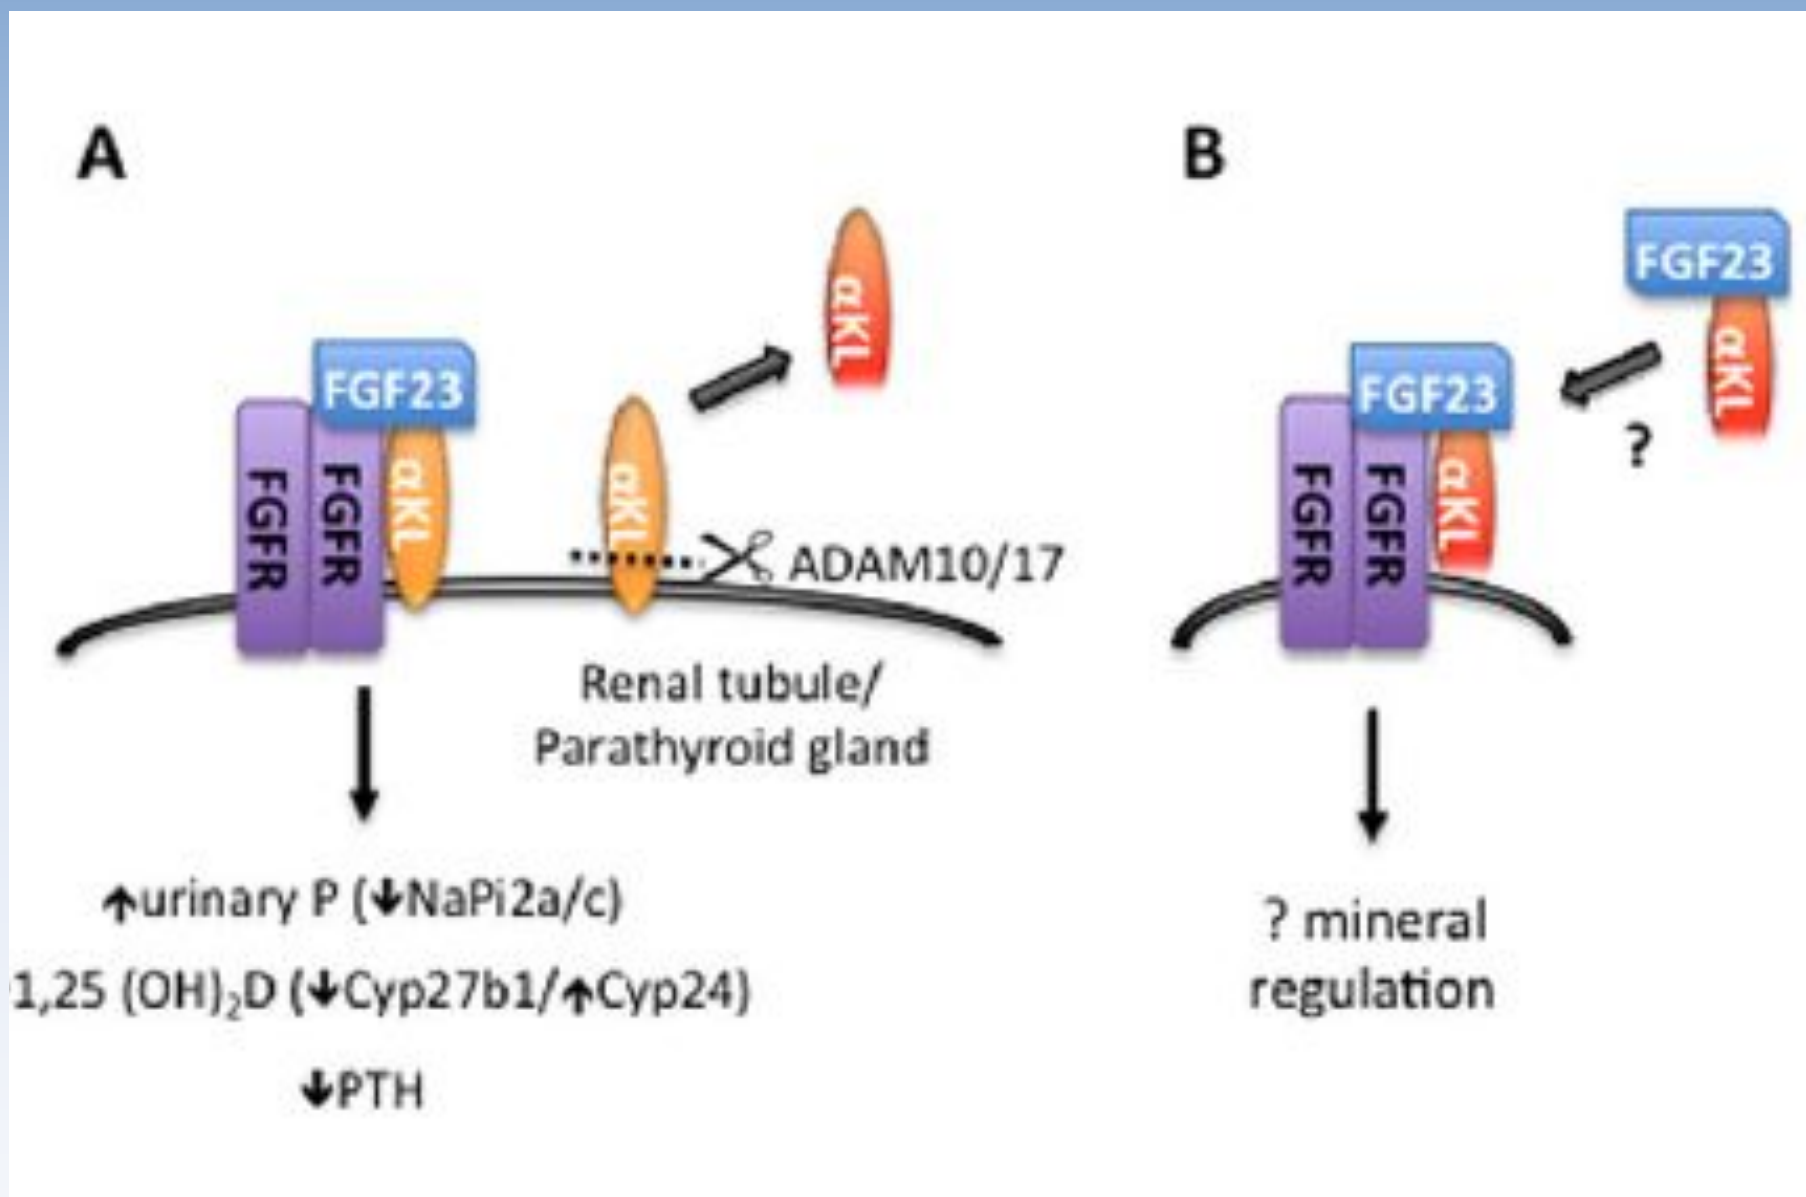 A
αKL
FGF23
FGFR
FGFR
αKL
αKL
ADAM10/17
Renal tubule/
Parathyroid gland
↑urinary P (↓NaPi2a/c)
1,25 (OH)₂D (↓Cyp27b1/↑Cyp24)
↓PTH
B
FGF23
αKL
?
FGF23
FGFR
FGFR
αKL
? mineral
regulation